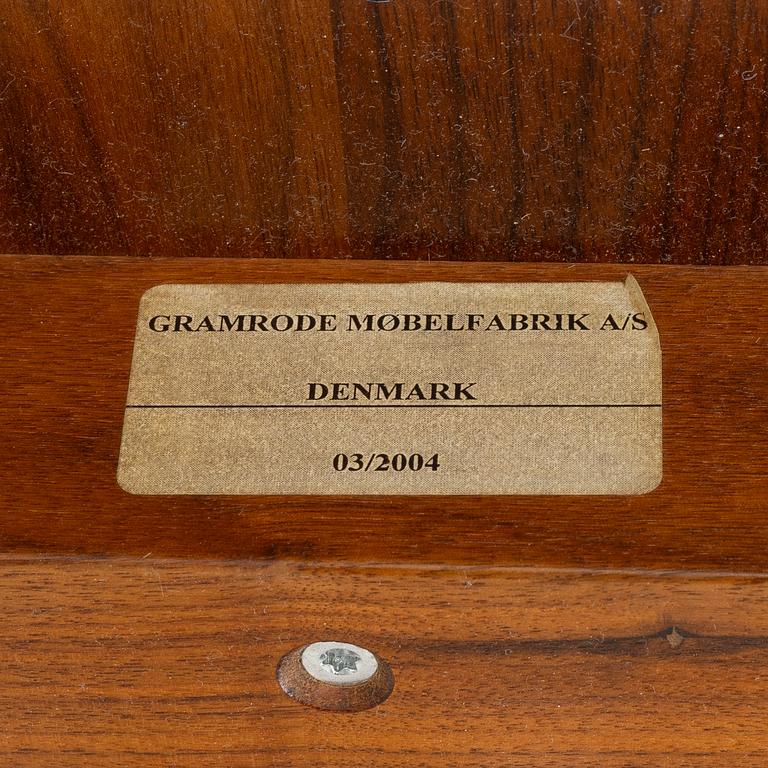 GRAMRODE MØBELFABRIK A/S
DENMARK
03/2004